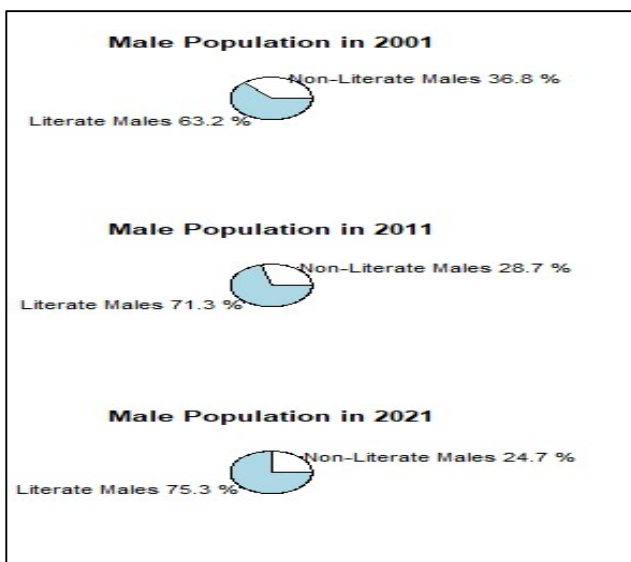 Male Population in 2001
Non-Literate Males 36.8 %
Literate Males 63.2 %
Male Population in 2011
Non-Literate Males 28.7 %
Literate Males 71.3 %
Male Population in 2021
Non-Literate Males 24.7 %
Literate Males 75.3 %